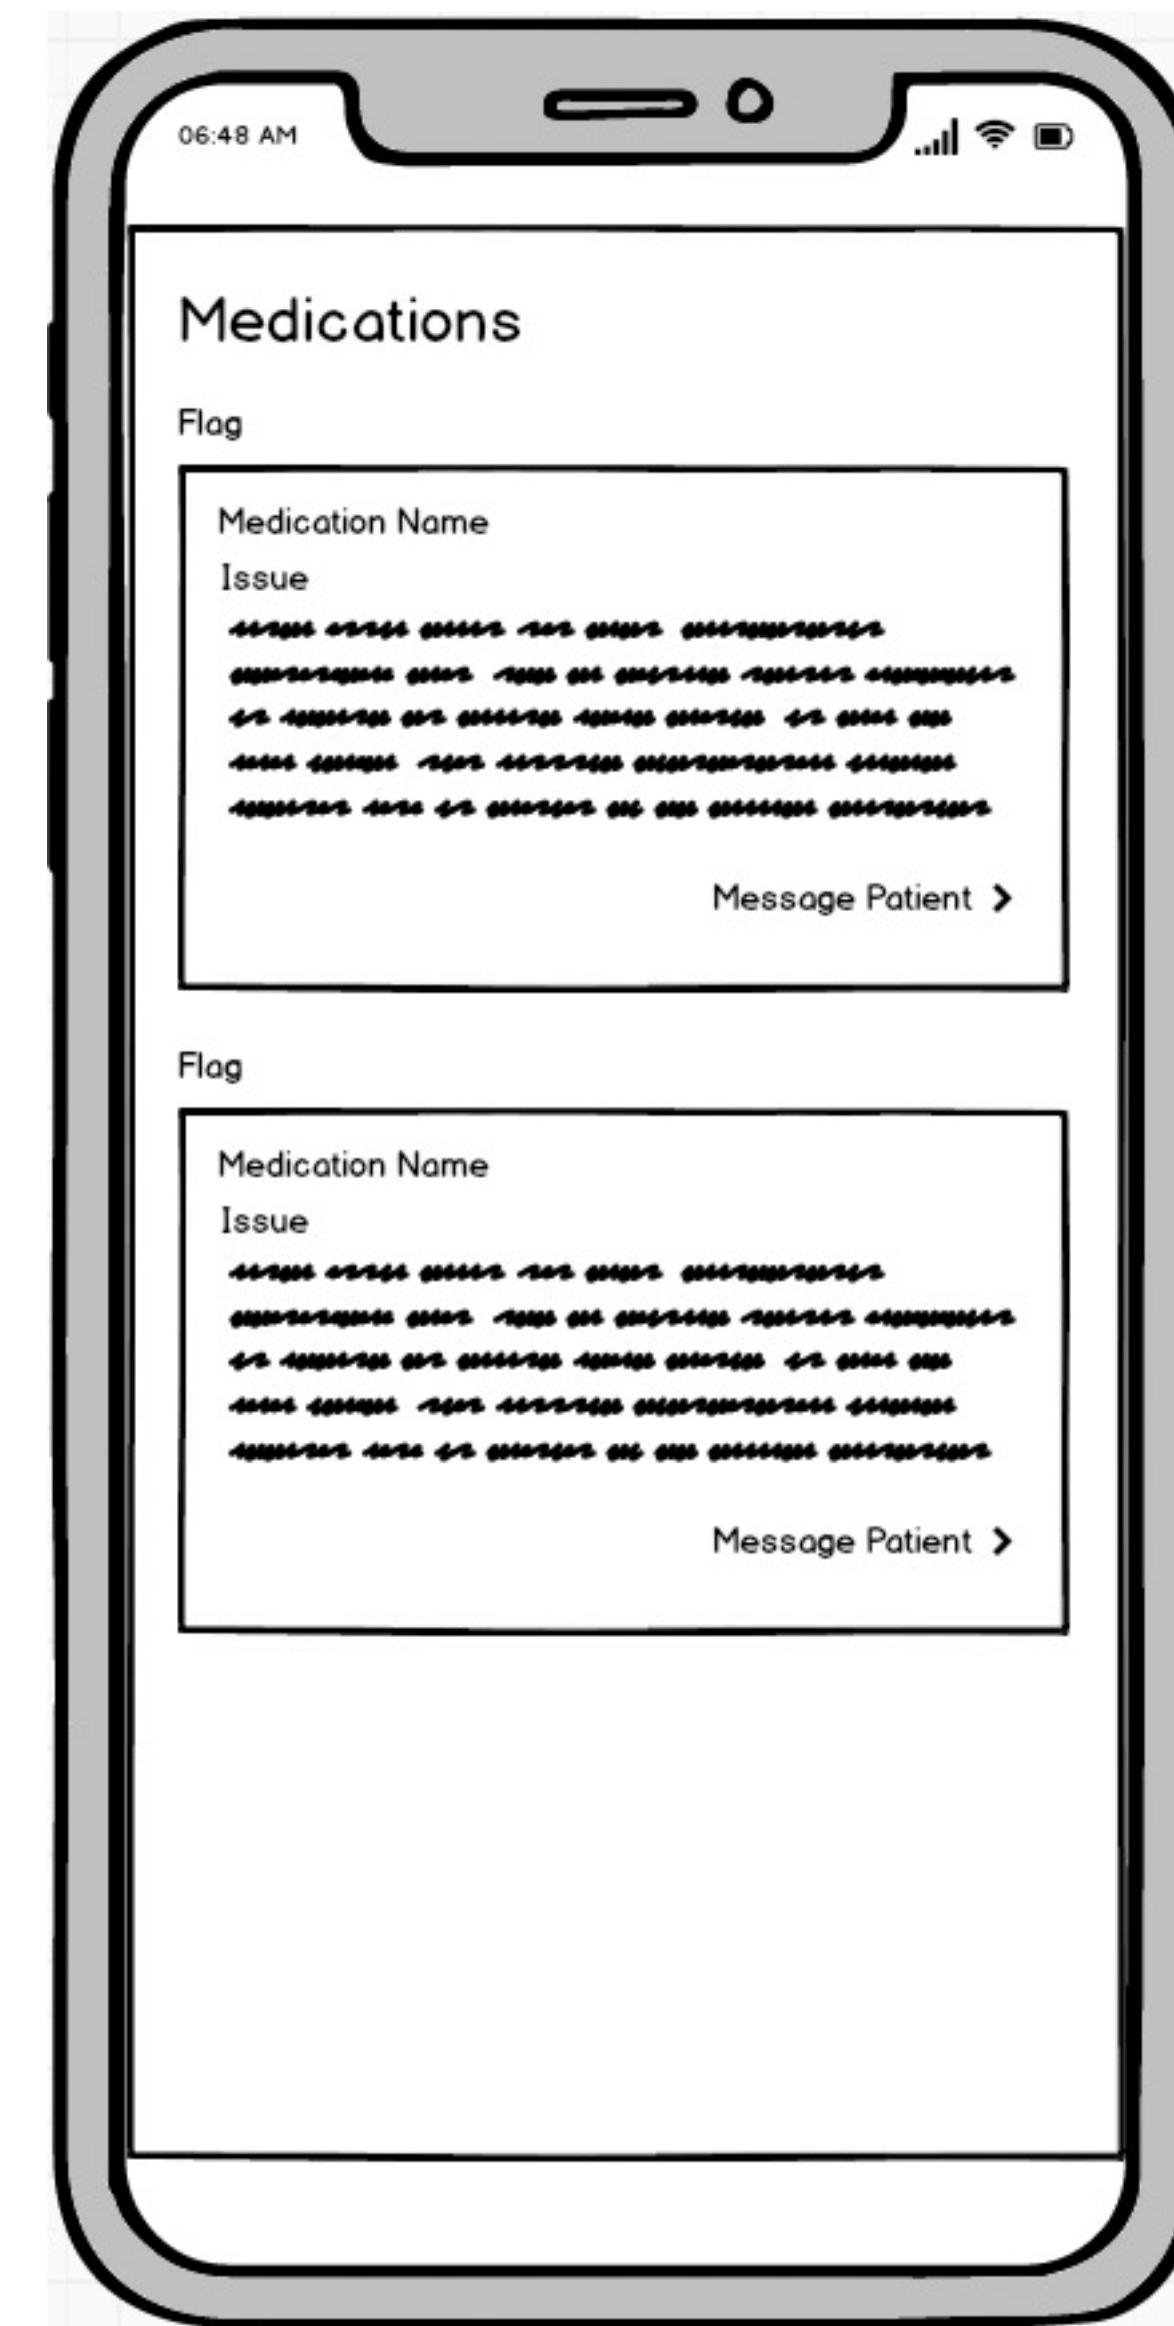 06:48 AM
Medications
Flag
Medication Name
Issue
Message Patient
Flag
Medication Name
Issue
Message Patient